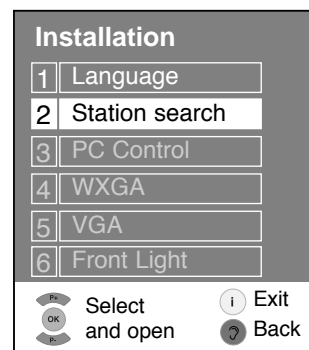 Installation
1 Language
2 Station search
3 PC Control
4 WXGA
5 VGA
6 Front Light
P+
OK
P-
Select
and open
i Exit
Back